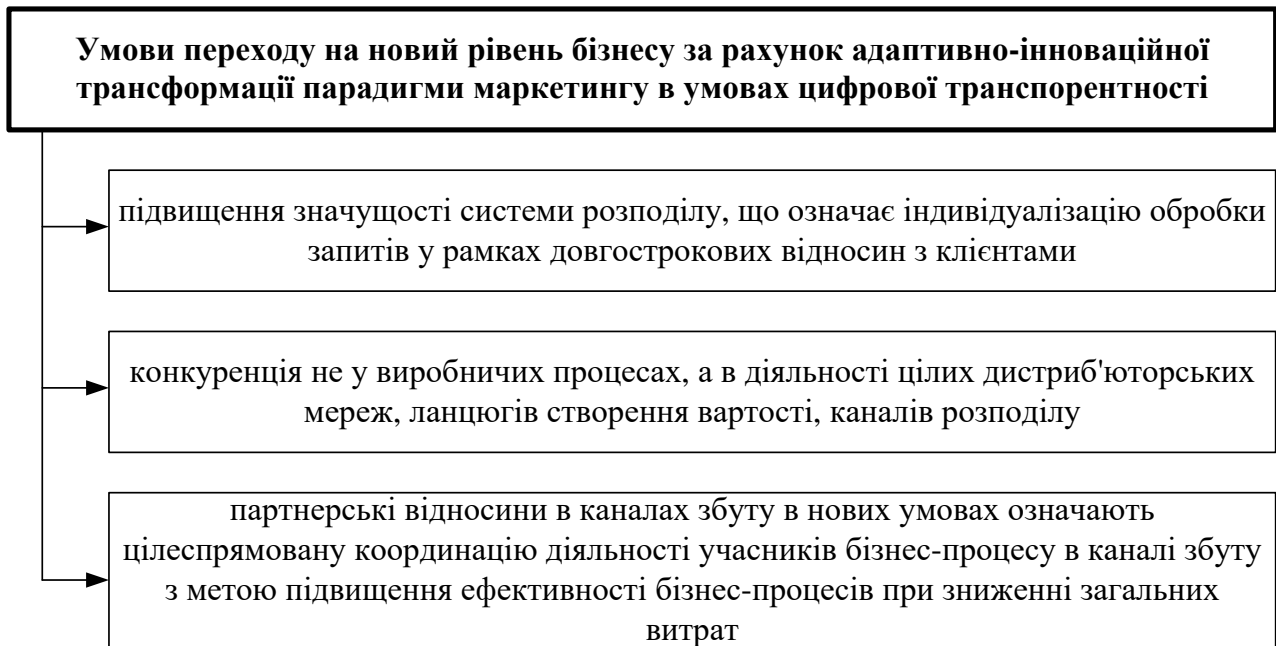 Умови переходу на новий рівень бізнесу за рахунок адаптивно-інноваційної
трансформації парадигми маркетингу в умовах цифрової транспорентності
підвищення значущості системи розподілу, що означає індивідуалізацію обробки
запитів у рамках довгострокових відносин з клієнтами
конкуренція не у виробничих процесах, а в діяльності цілих дистриб'юторських
мереж, ланцюгів створення вартості, каналів розподілу
партнерські відносини в каналах збуту в нових умовах означають
цілеспрямовану координацію діяльності учасників бізнес-процесу в каналі збуту
з метою підвищення ефективності бізнес-процесів при зниженні загальних
витрат